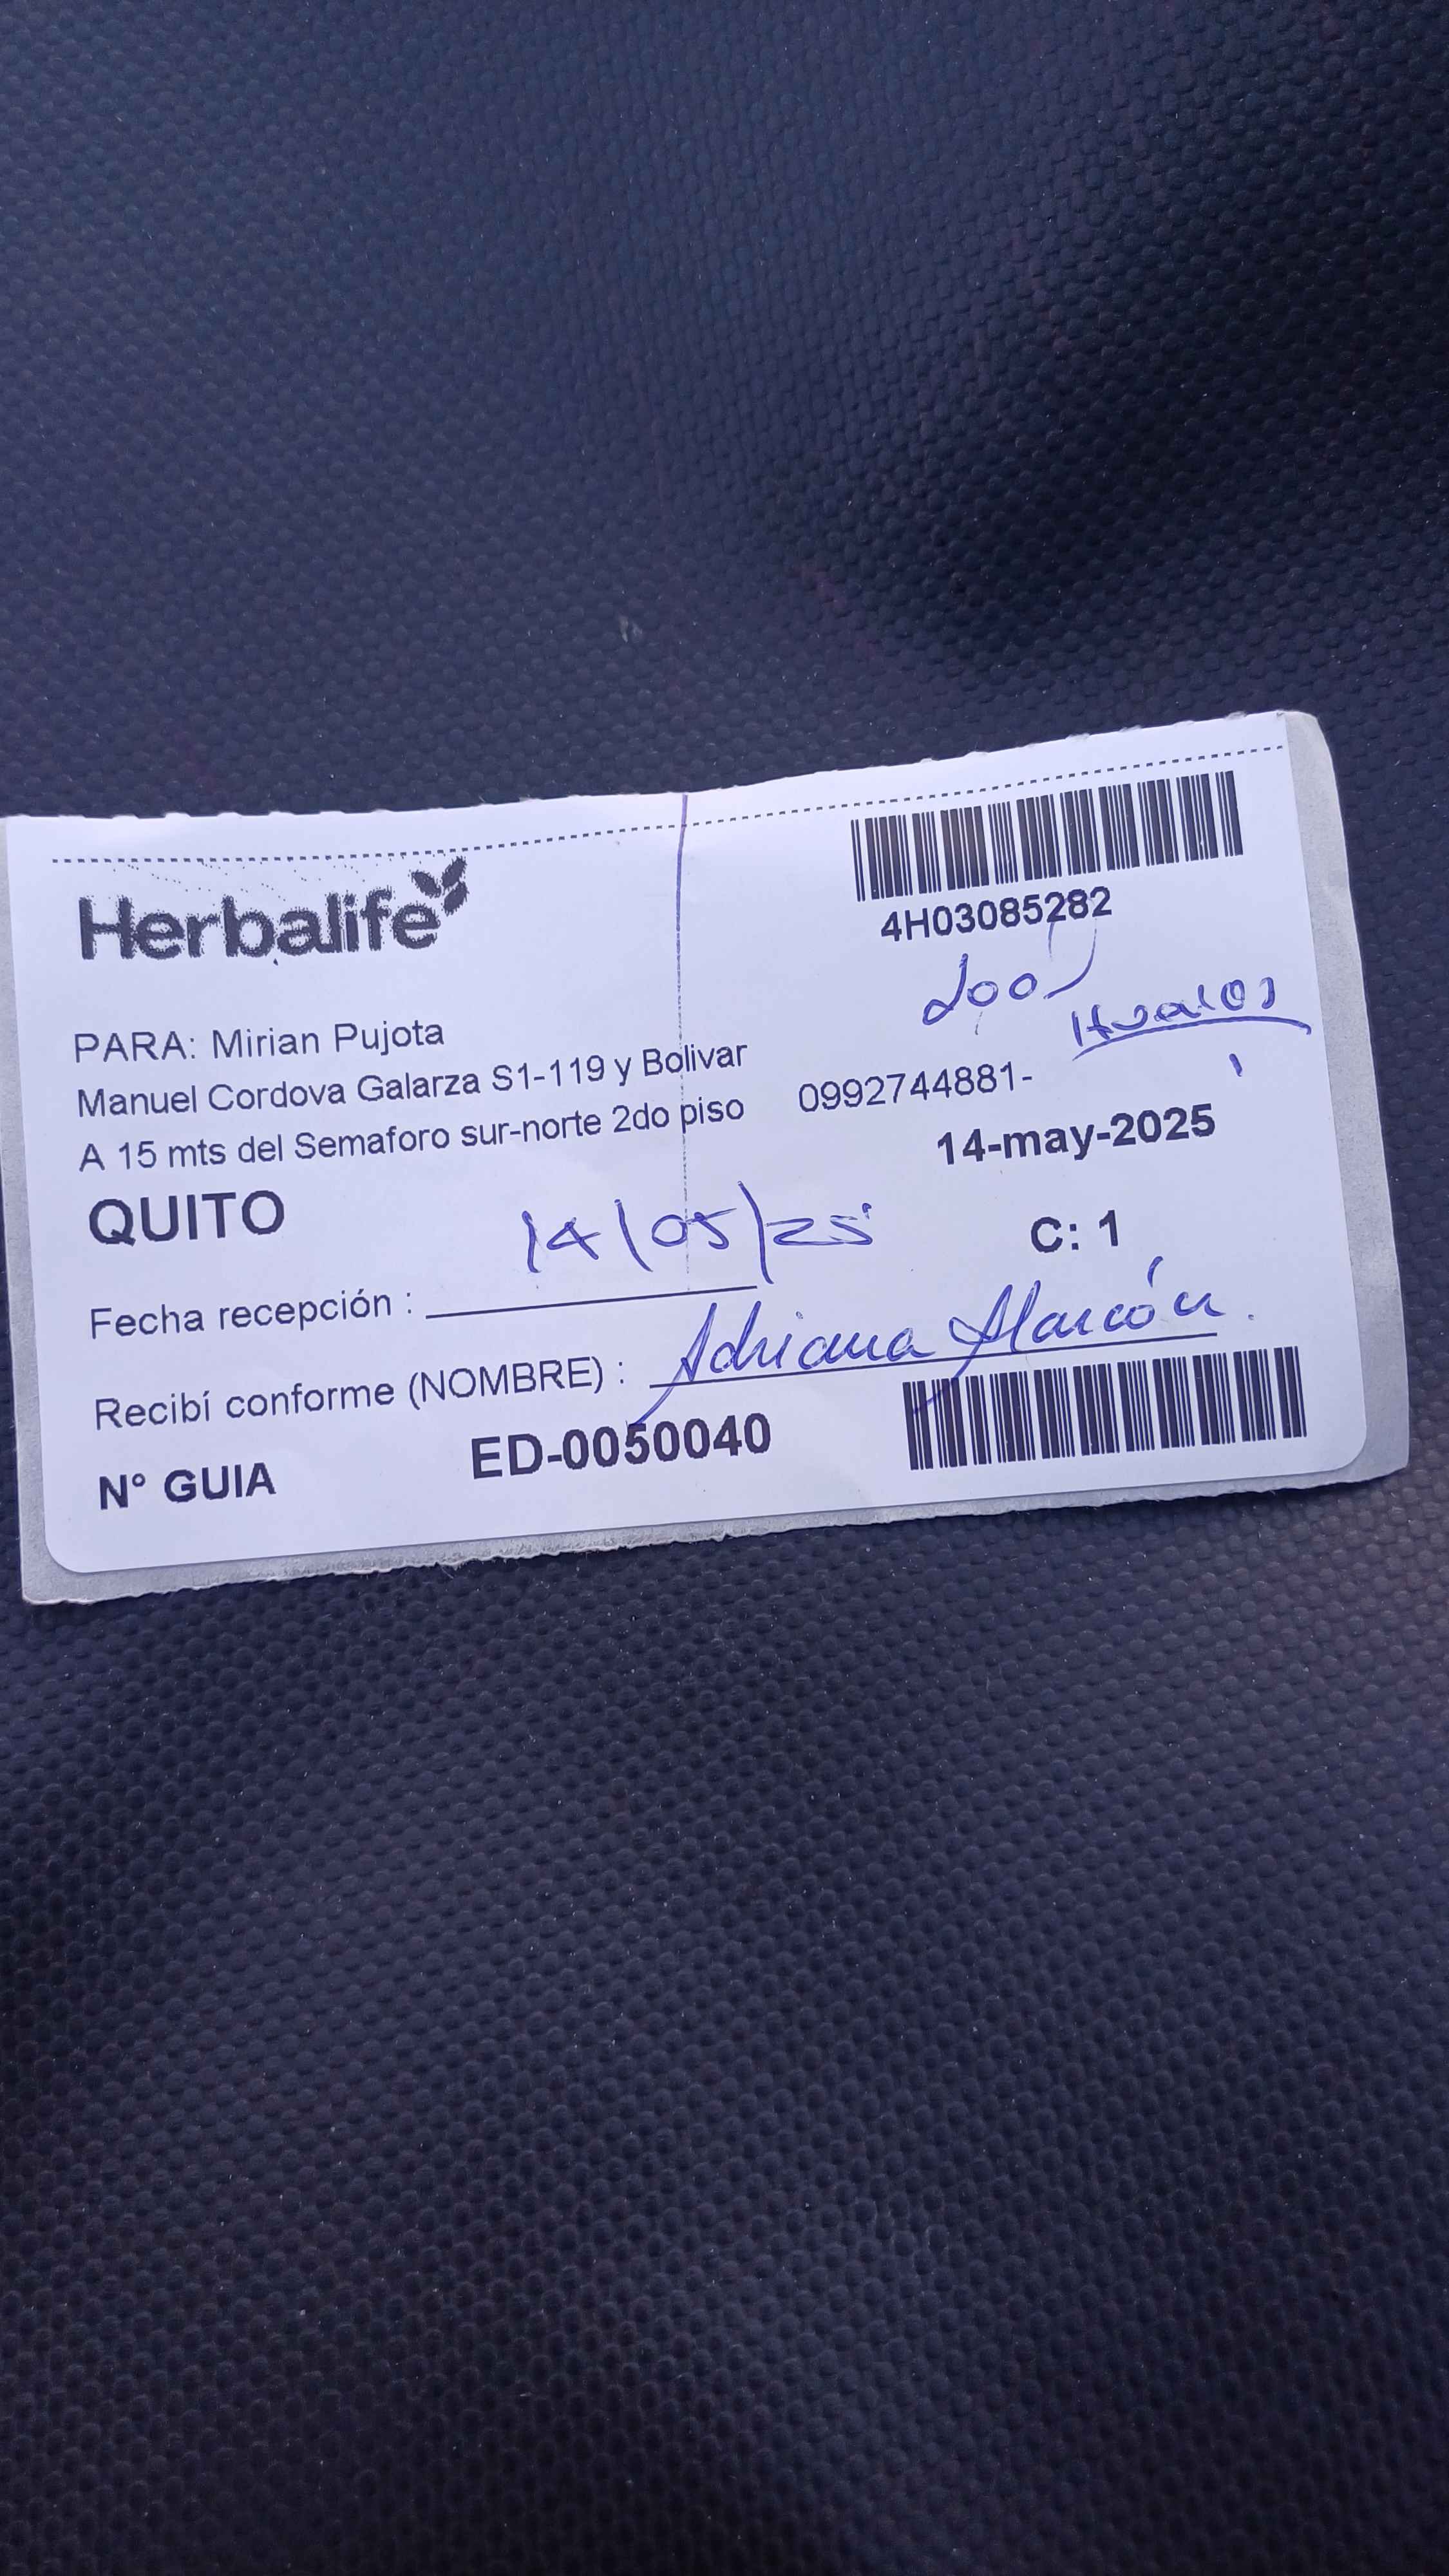 Herbalife
4H03085282
200
PARA: Mirian Pujota
Manuel Cordova Galarza S1-119 y Bolivar
A 15 mts del Semaforo sur-norte 2do piso
0992744881-
QUITO
14-may-2025
C: 1
Fecha recepción : 14/05/25
Recibí conforme (NOMBRE) : Adriana Alarcón.
N° GUIA ED-0050040